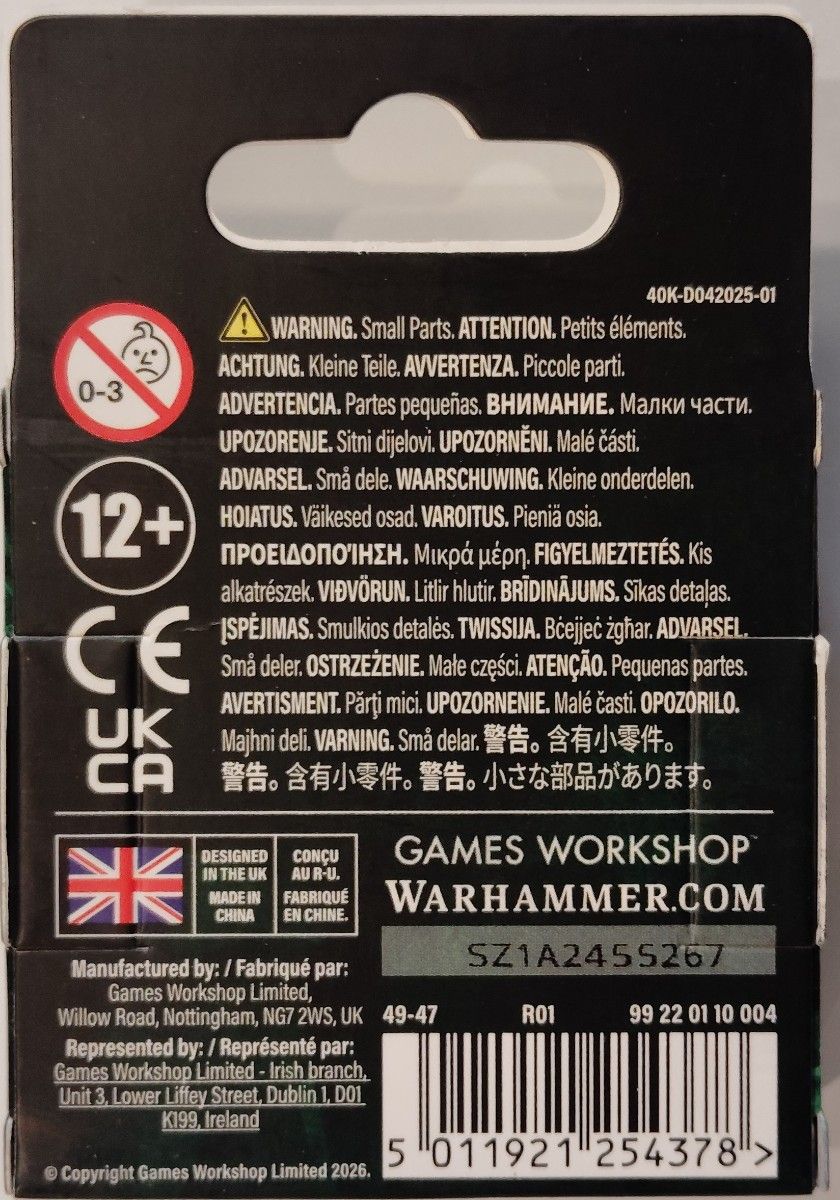 40K-D042025-01
WARNING. Small Parts. ATTENTION. Petits éléments.
ACHTUNG. Kleine Teile. AVVERTENZA. Piccole parti.
ADVERTENCIA. Partes pequeñas. ВНИМАНИЕ. Малки части.
UPOZORENJE. Sitni dijelovi. UPOZORNĚNI. Malé části.
ADVARSEL. Små dele. WAARSCHUWING. Kleine onderdelen.
HOIATUS. Väikesed osad. VAROITUS. Pieniä osia.
ΠΡΟΕΙΔΟΠΟΊΗΣΗ. Μικρά μέρη. FIGYELMEZTETÉS. Kis
alkatrészek. VIÐVÖRUN. Litlir hlutir. BRĪDINĀJUMS. Sīkas detaļas.
ĮSPĖJIMAS. Smulkios detalės. TWISSIJA. Bċejjeċ żgħar. ADVARSEL.
Små deler. OSTRZEŻENIE. Małe części. ATENÇÃO. Pequenas partes.
AVERTISMENT. Părţi mici. UPOZORNENIE. Malé časti. OPOZORILO.
Majhni deli. VARNING. Små delar. 警告。含有小零件。
警告。含有小零件。警告。小さな部品があります。
0-3
12+
CE
UK
CA
DESIGNED
IN THE UK
MADE IN
CHINA
CONÇU
AU R-U.
FABRIQUÉ
EN CHINE.
GAMES WORKSHOP™
WARHAMMER.COM
SZ1A2455267
Manufactured by: / Fabriqué par:
Games Workshop Limited,
Willow Road, Nottingham, NG7 2WS, UK
Represented by: / Représenté par:
Games Workshop Limited - Irish branch,
Unit 3, Lower Liffey Street, Dublin 1, D01
K199, Ireland
© Copyright Games Workshop Limited 2026.
49-47 R01 99 22 01 10 004
5 011921 254378 >